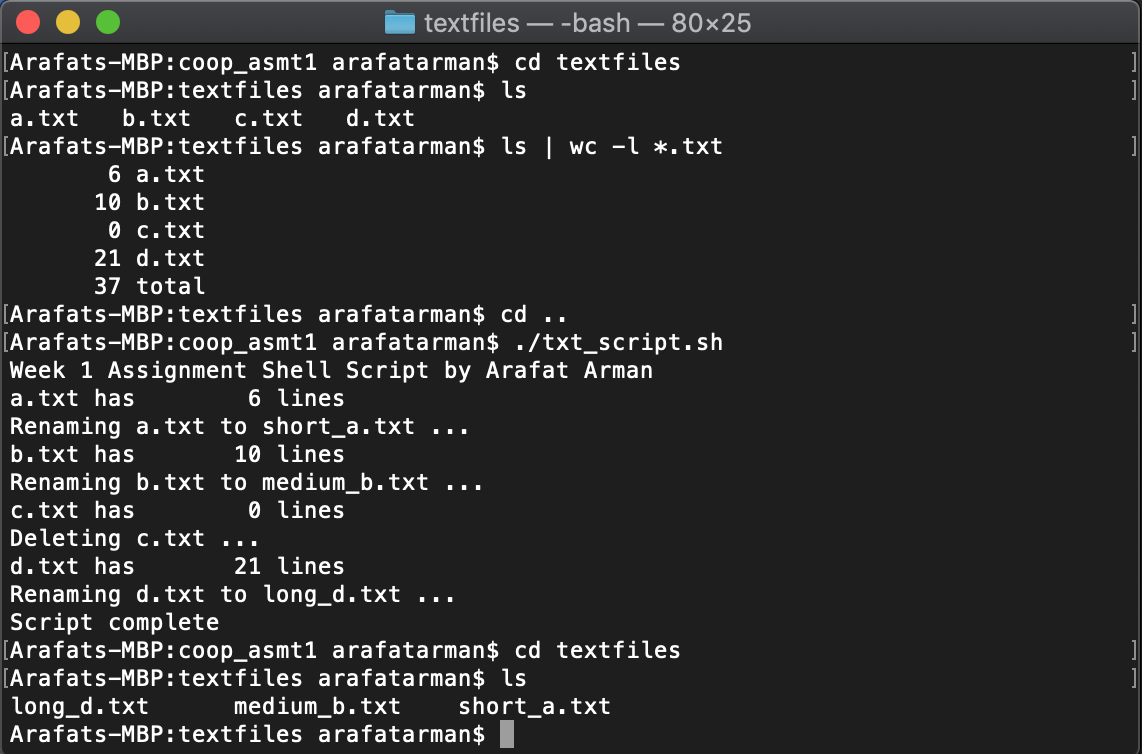 textfiles — -bash — 80×25
[Arafats-MBP:coop_asmt1 arafatarman$ cd textfiles ]
[Arafats-MBP:textfiles arafatarman$ ls ]
a.txt   b.txt   c.txt   d.txt
[Arafats-MBP:textfiles arafatarman$ ls | wc -l *.txt ]
       6 a.txt
      10 b.txt
       0 c.txt
      21 d.txt
      37 total
[Arafats-MBP:textfiles arafatarman$ cd .. ]
[Arafats-MBP:coop_asmt1 arafatarman$ ./txt_script.sh ]
Week 1 Assignment Shell Script by Arafat Arman
a.txt has        6 lines
Renaming a.txt to short_a.txt ...
b.txt has       10 lines
Renaming b.txt to medium_b.txt ...
c.txt has        0 lines
Deleting c.txt ...
d.txt has       21 lines
Renaming d.txt to long_d.txt ...
Script complete
[Arafats-MBP:coop_asmt1 arafatarman$ cd textfiles ]
[Arafats-MBP:textfiles arafatarman$ ls ]
long_d.txt      medium_b.txt    short_a.txt
Arafats-MBP:textfiles arafatarman$